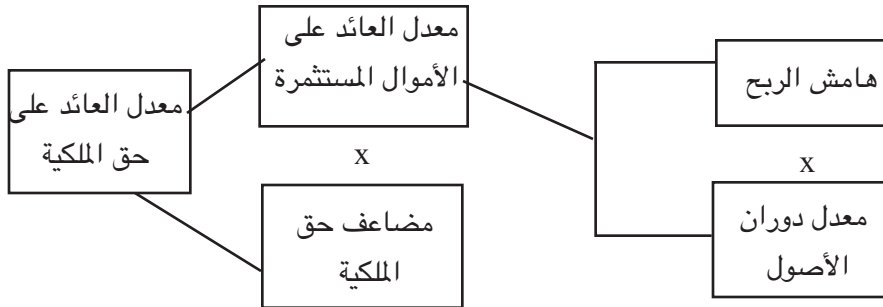 معدل العائد على
حق الملكية
معدل العائد على
الأموال المستثمرة
x
مضاعف حق
الملكية
هامش الربح
x
معدل دوران
الأصول